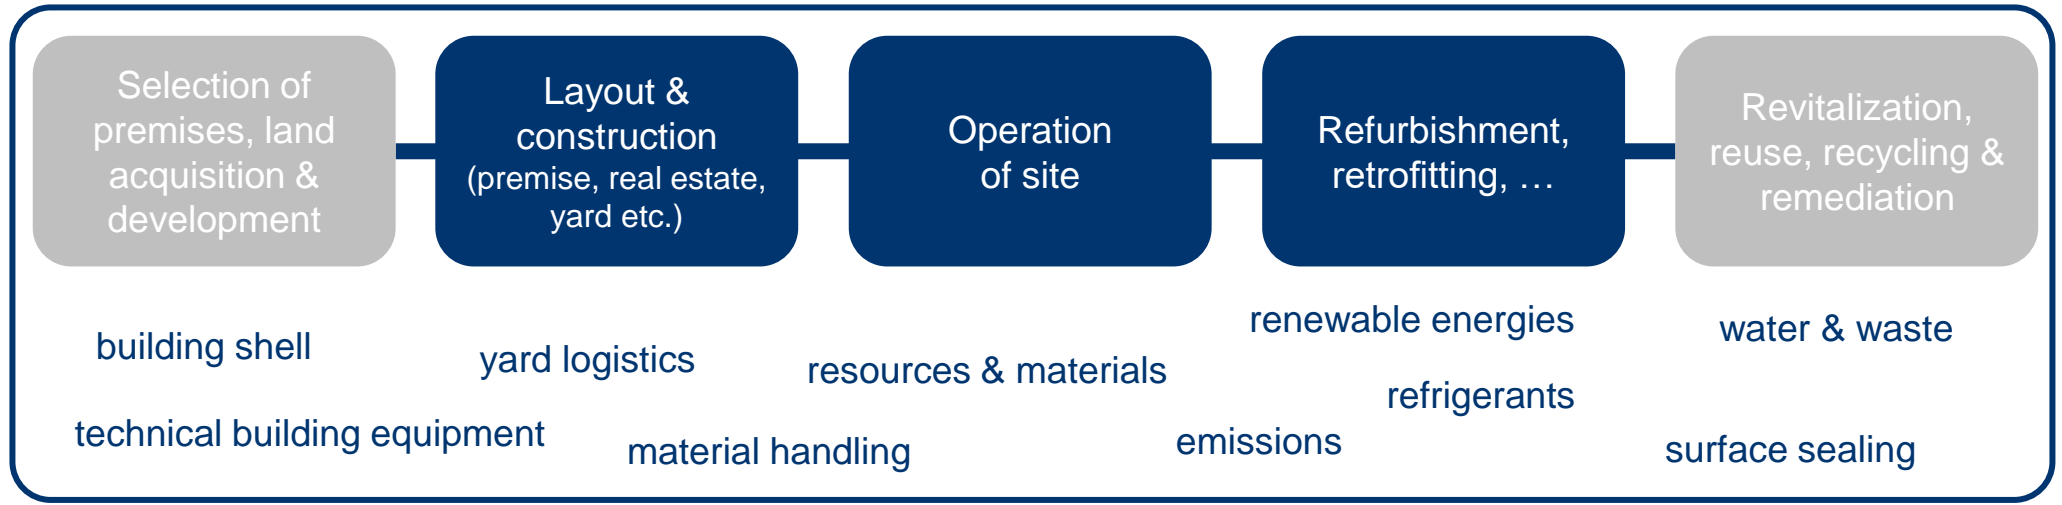 Selection of
premises, land
acquisition &
development
Layout &
construction
(premise, real estate,
yard etc.)
Operation
of site
Refurbishment,
retrofitting, …
Revitalization,
reuse, recycling &
remediation
building shell
yard logistics
resources & materials
renewable energies
water & waste
technical building equipment
material handling
emissions
refrigerants
surface sealing